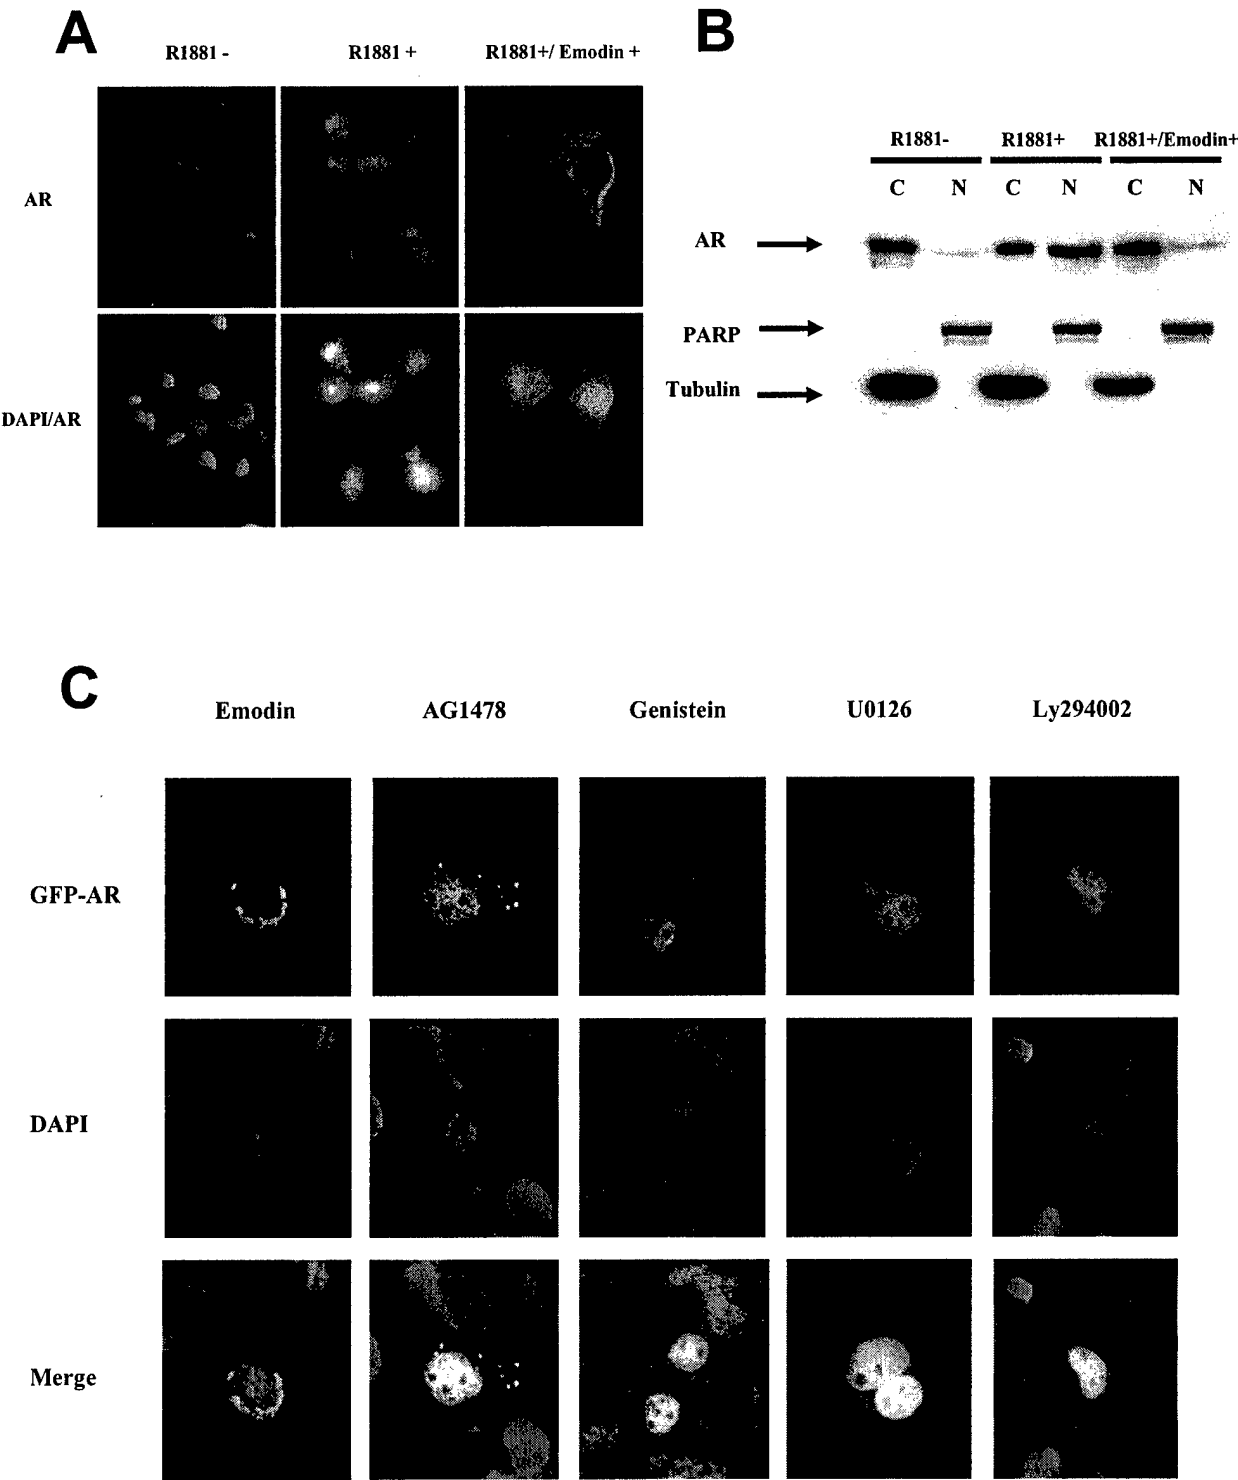 A
R1881 -
R1881 +
R1881+/ Emodin +
AR
DAPI/AR
B
R1881-
R1881+
R1881+/Emodin+
C N C N C N
AR
PARP
Tubulin
C
Emodin
AG1478
Genistein
U0126
Ly294002
GFP-AR
DAPI
Merge